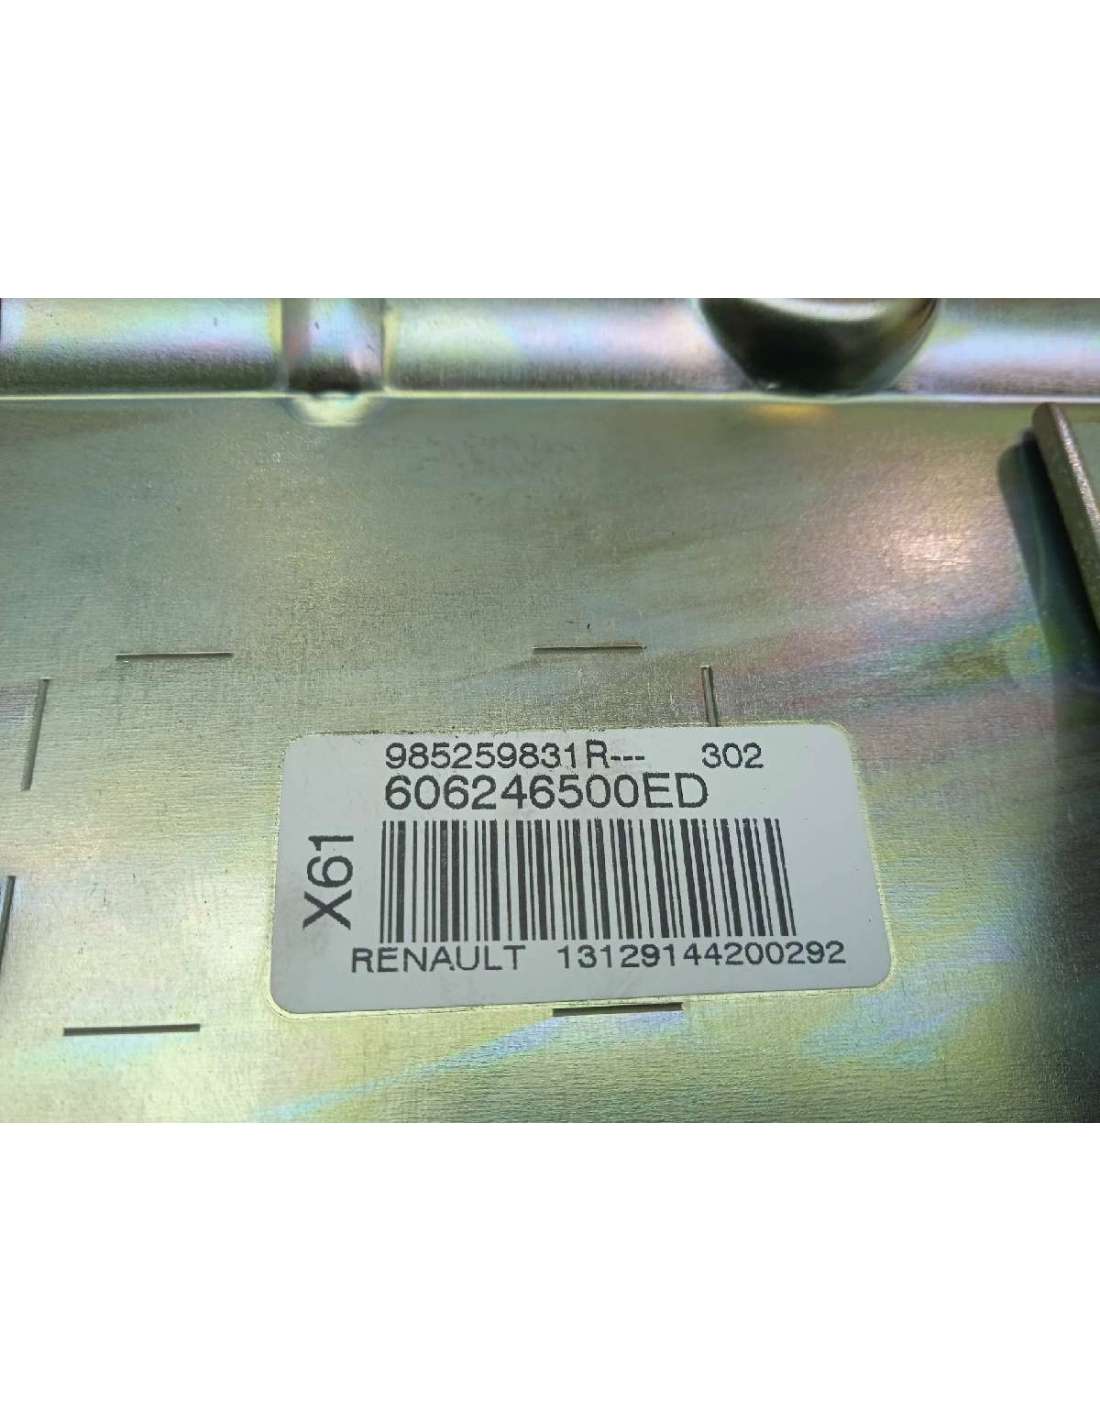 985259831R--- 302
606246500ED
X61
RENAULT 13129144200292